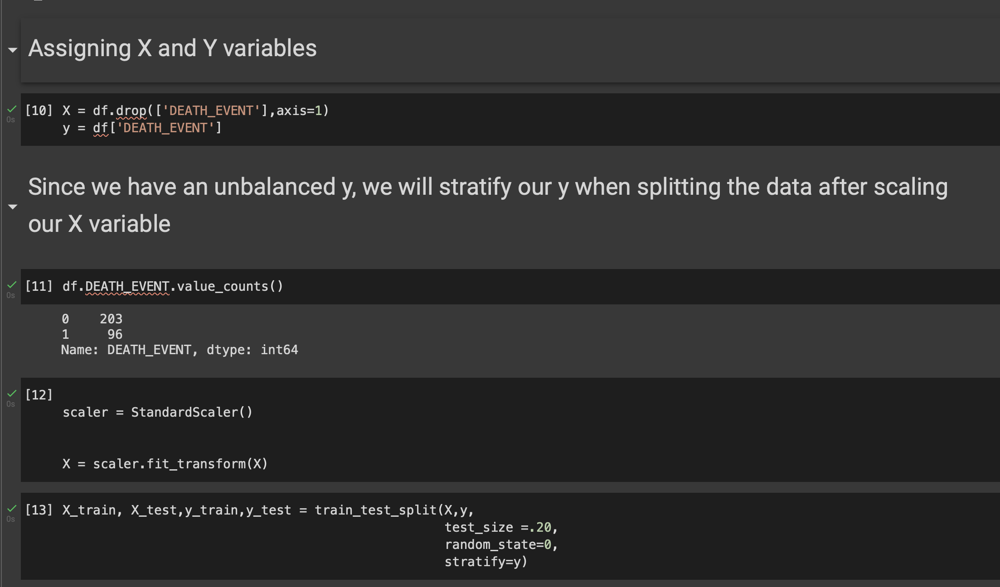 Assigning X and Y variables
0s
[10] X = df.drop(['DEATH_EVENT'],axis=1)
y = df['DEATH_EVENT']
Since we have an unbalanced y, we will stratify our y when splitting the data after scaling
our X variable
0s
[11] df.DEATH_EVENT.value_counts()
0    203
1     96
Name: DEATH_EVENT, dtype: int64
0s
[12]
scaler = StandardScaler()
X = scaler.fit_transform(X)
0s
[13] X_train, X_test,y_train,y_test = train_test_split(X,y,
test_size =.20,
random_state=0,
stratify=y)